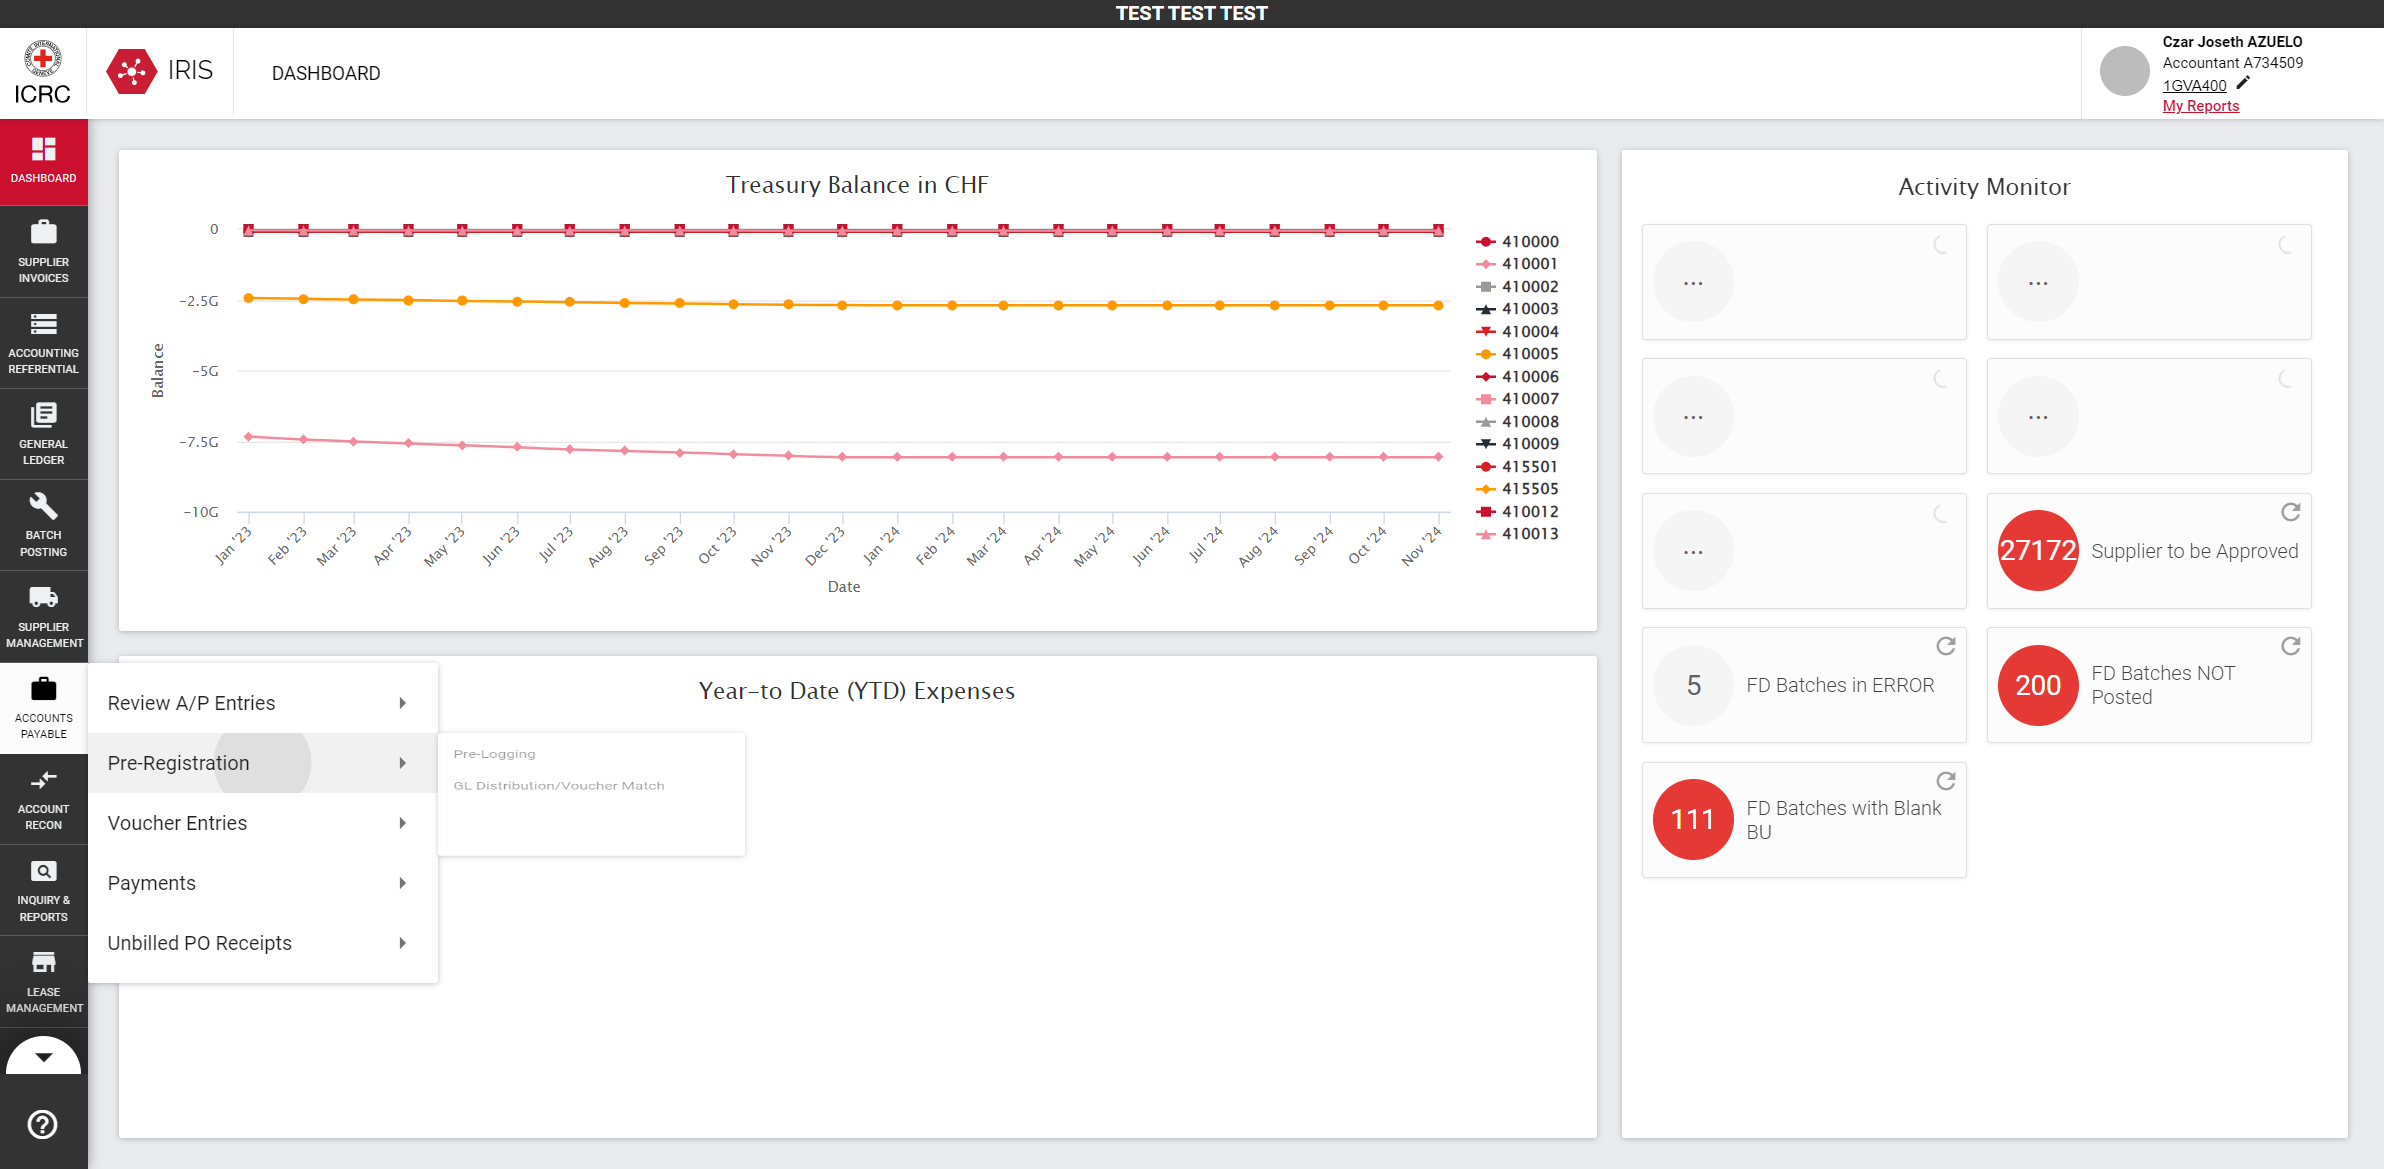 TEST TEST TEST
ICRC
IRIS
DASHBOARD
Czar Joseth AZUELO
Accountant A734509
1GVA400
My Reports
DASHBOARD
SUPPLIER
INVOICES
ACCOUNTING
REFERENTIAL
GENERAL
LEDGER
BATCH
POSTING
SUPPLIER
MANAGEMENT
ACCOUNTS
PAYABLE
ACCOUNT
RECON
INQUIRY &
REPORTS
LEASE
MANAGEMENT
Treasury Balance in CHF
Balance
0
−2.5G
−5G
−7.5G
−10G
Jan '23
Feb '23
Mar '23
Apr '23
May '23
Jun '23
Jul '23
Aug '23
Sep '23
Oct '23
Nov '23
Dec '23
Jan '24
Feb '24
Mar '24
Apr '24
May '24
Jun '24
Jul '24
Aug '24
Sep '24
Oct '24
Nov '24
Date
410000
410001
410002
410003
410004
410005
410006
410007
410008
410009
415501
415505
410012
410013
Review A/P Entries
Pre-Registration
Voucher Entries
Payments
Unbilled PO Receipts
Pre-Logging
GL Distribution/Voucher Match
Year-to Date (YTD) Expenses
Activity Monitor
...
...
...
...
...
27172
Supplier to be Approved
5
FD Batches in ERROR
200
FD Batches NOT
Posted
111
FD Batches with Blank
BU